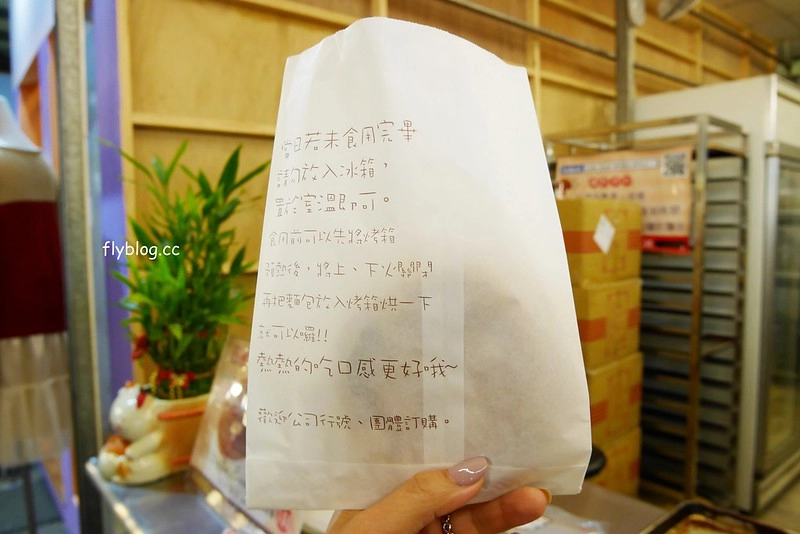 當日若未食用完畢
請勿放入冰箱，
置於室溫即可。
食用前可以先將烤箱
預熱後，將上、下火關閉
再把麵包放入烤箱烘一下
就可以囉!!
熱熱的吃口感更好哦~
歡迎公司行號、團體訂購。
flyblog.cc